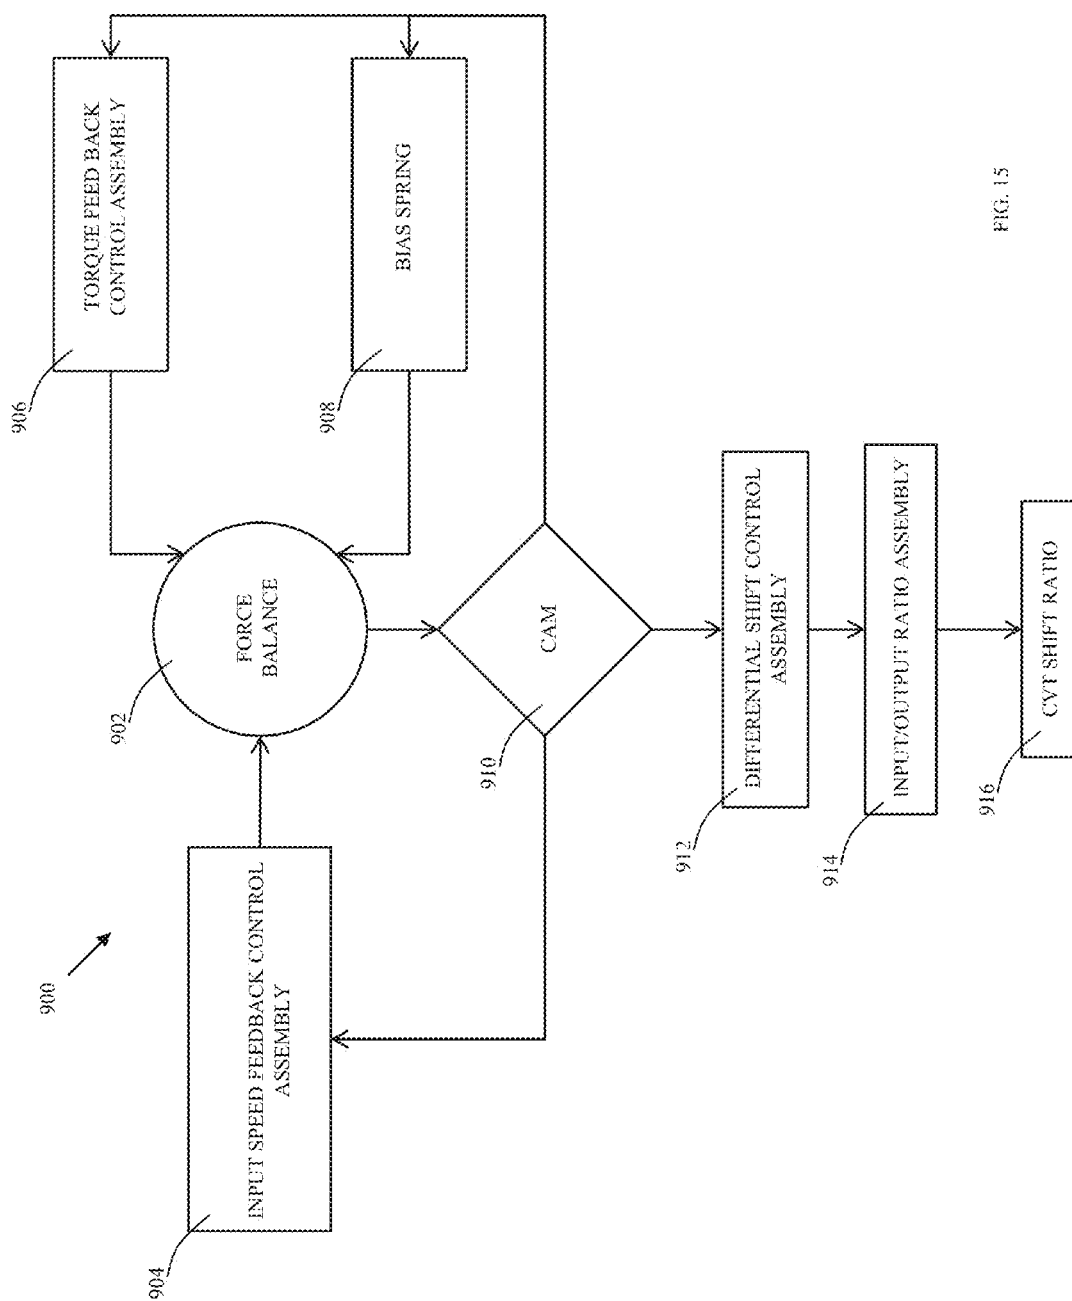 900
904
INPUT SPEED FEEDBACK CONTROL
ASSEMBLY
902
FORCE
BALANCE
906
TORQUE FEED BACK
CONTROL ASSEMBLY
908
BIAS SPRING
910
CAM
912
DIFFERENTIAL SHIFT CONTROL
ASSEMBLY
914
INPUT/OUTPUT RATIO ASSEMBLY
916
CVT SHIFT RATIO
FIG. 15